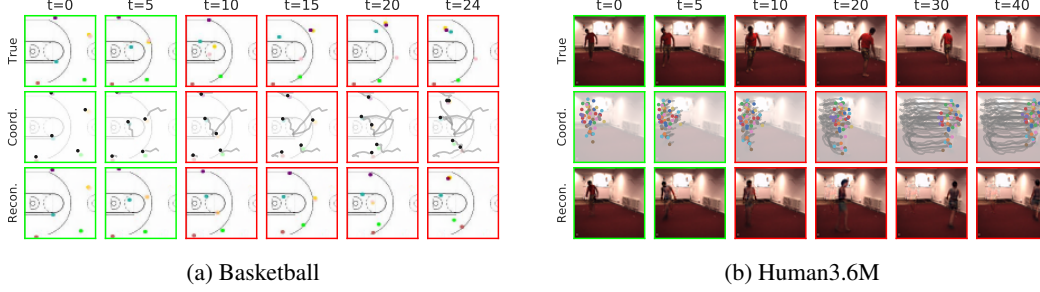 t=0 t=5 t=10 t=15 t=20 t=24
True
Coord.
Recon.
(a) Basketball
t=0 t=5 t=10 t=20 t=30 t=40
True
Coord.
Recon.
(b) Human3.6M